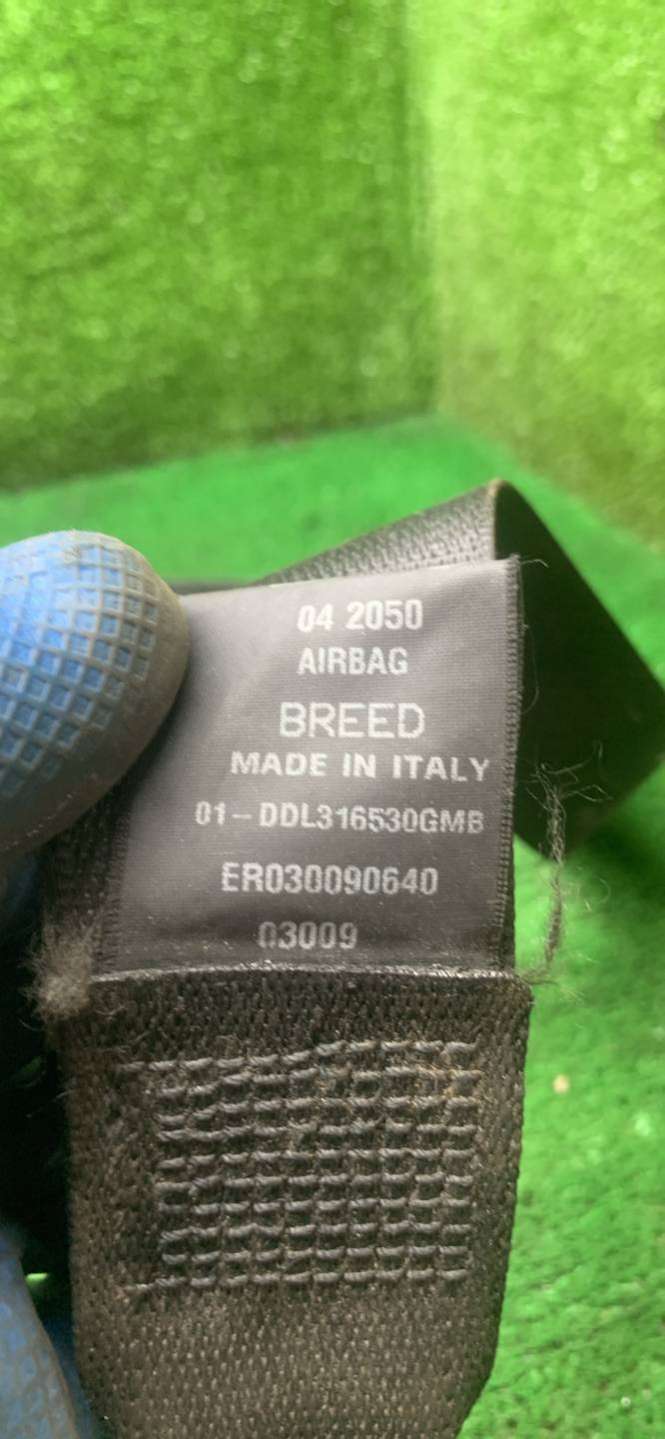 04 2050
AIRBAG
BREED
MADE IN ITALY
01-DDL316530GMB
ER030090640
03009